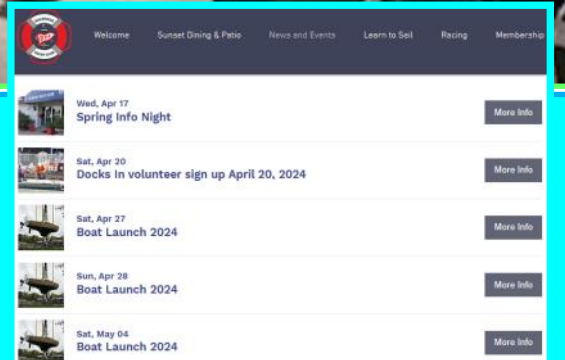 Welcome Sunset Dining & Patio News and Events Learn to Sail Racing Membership
Wed, Apr 17
Spring Info Night
More Info
Sat, Apr 20
Docks In volunteer sign up April 20, 2024
More Info
Sat, Apr 27
Boat Launch 2024
More Info
Sun, Apr 28
Boat Launch 2024
More Info
Sat, May 04
Boat Launch 2024
More Info